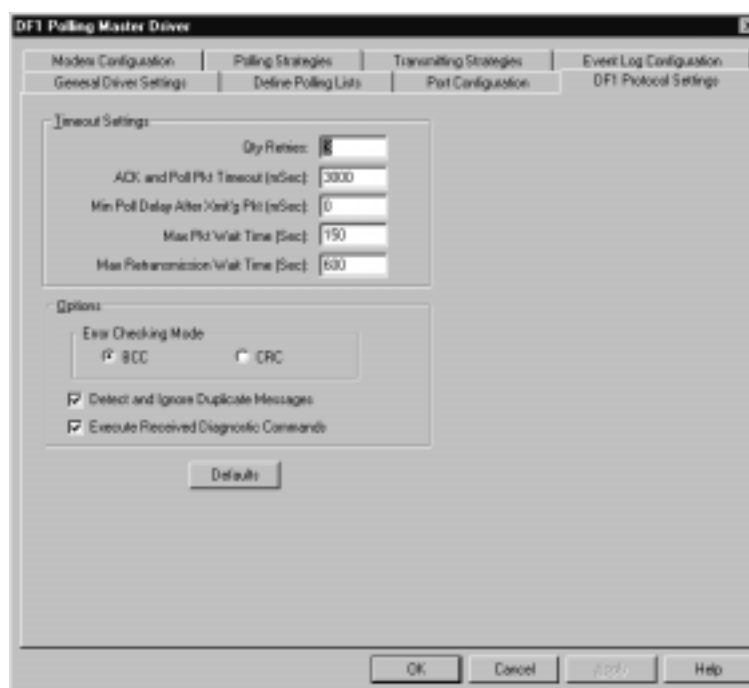 DF1 Polling Master Driver
Modem Configuration Polling Strategies Transmitting Strategies Event Log Configuration
General Driver Settings Define Polling Lists Port Configuration DF1 Protocol Settings
Timeout Settings
Qty Retries:
ACK and Poll Pkt Timeout (mSec): 3000
Min Poll Delay After Xmit'g Pkt (mSec): 0
Max Pkt Wait Time (Sec): 150
Max Retransmission Wait Time (Sec): 600
Options
Error Checking Mode
BCC CRC
Detect and Ignore Duplicate Messages
Execute Received Diagnostic Commands
Defaults
OK Cancel Apply Help